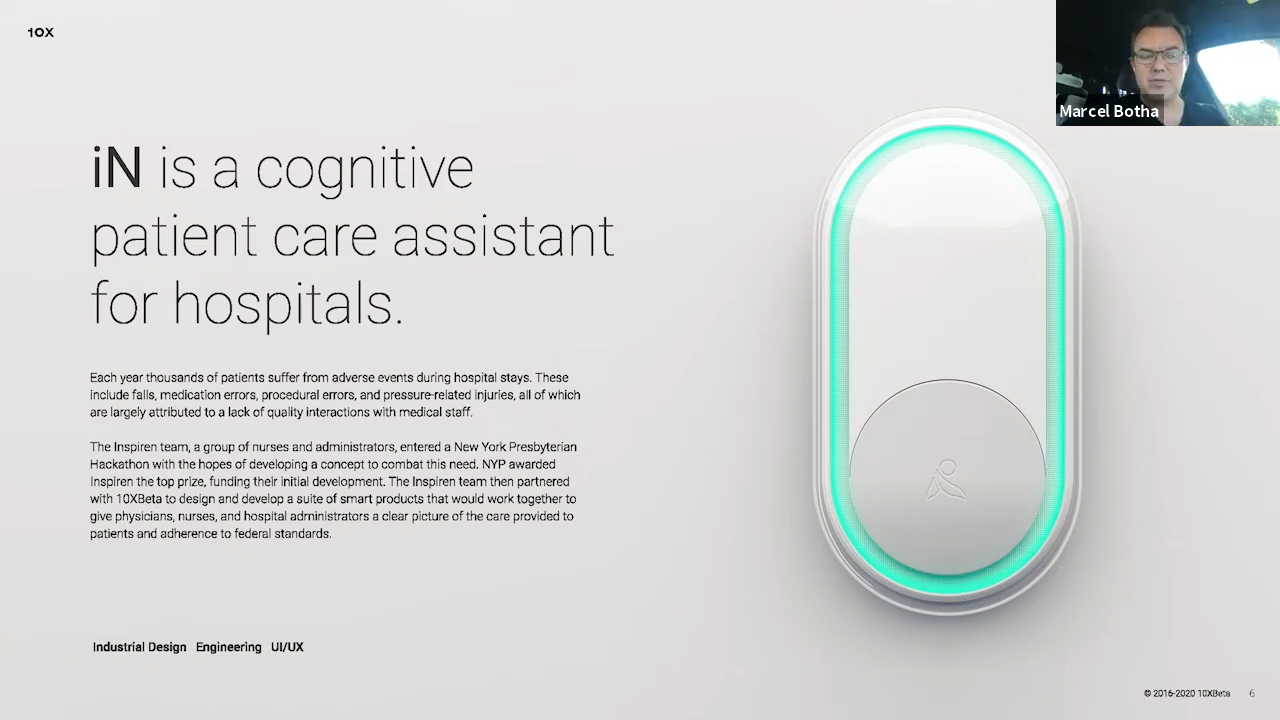 10X
Marcel Botha
iN is a cognitive
patient care assistant
for hospitals.
Each year thousands of patients suffer from adverse events during hospital stays. These
include falls, medication errors, procedural errors, and pressure-related injuries, all of which
are largely attributed to a lack of quality interactions with medical staff.
The Inspiren team, a group of nurses and administrators, entered a New York Presbyterian
Hackathon with the hopes of developing a concept to combat this need. NYP awarded
Inspiren the top prize, funding their initial development. The Inspiren team then partnered
with 10XBeta to design and develop a suite of smart products that would work together to
give physicians, nurses, and hospital administrators a clear picture of the care provided to
patients and adherence to federal standards.
Industrial Design Engineering UI/UX
© 2016-2020 10XBeta 6